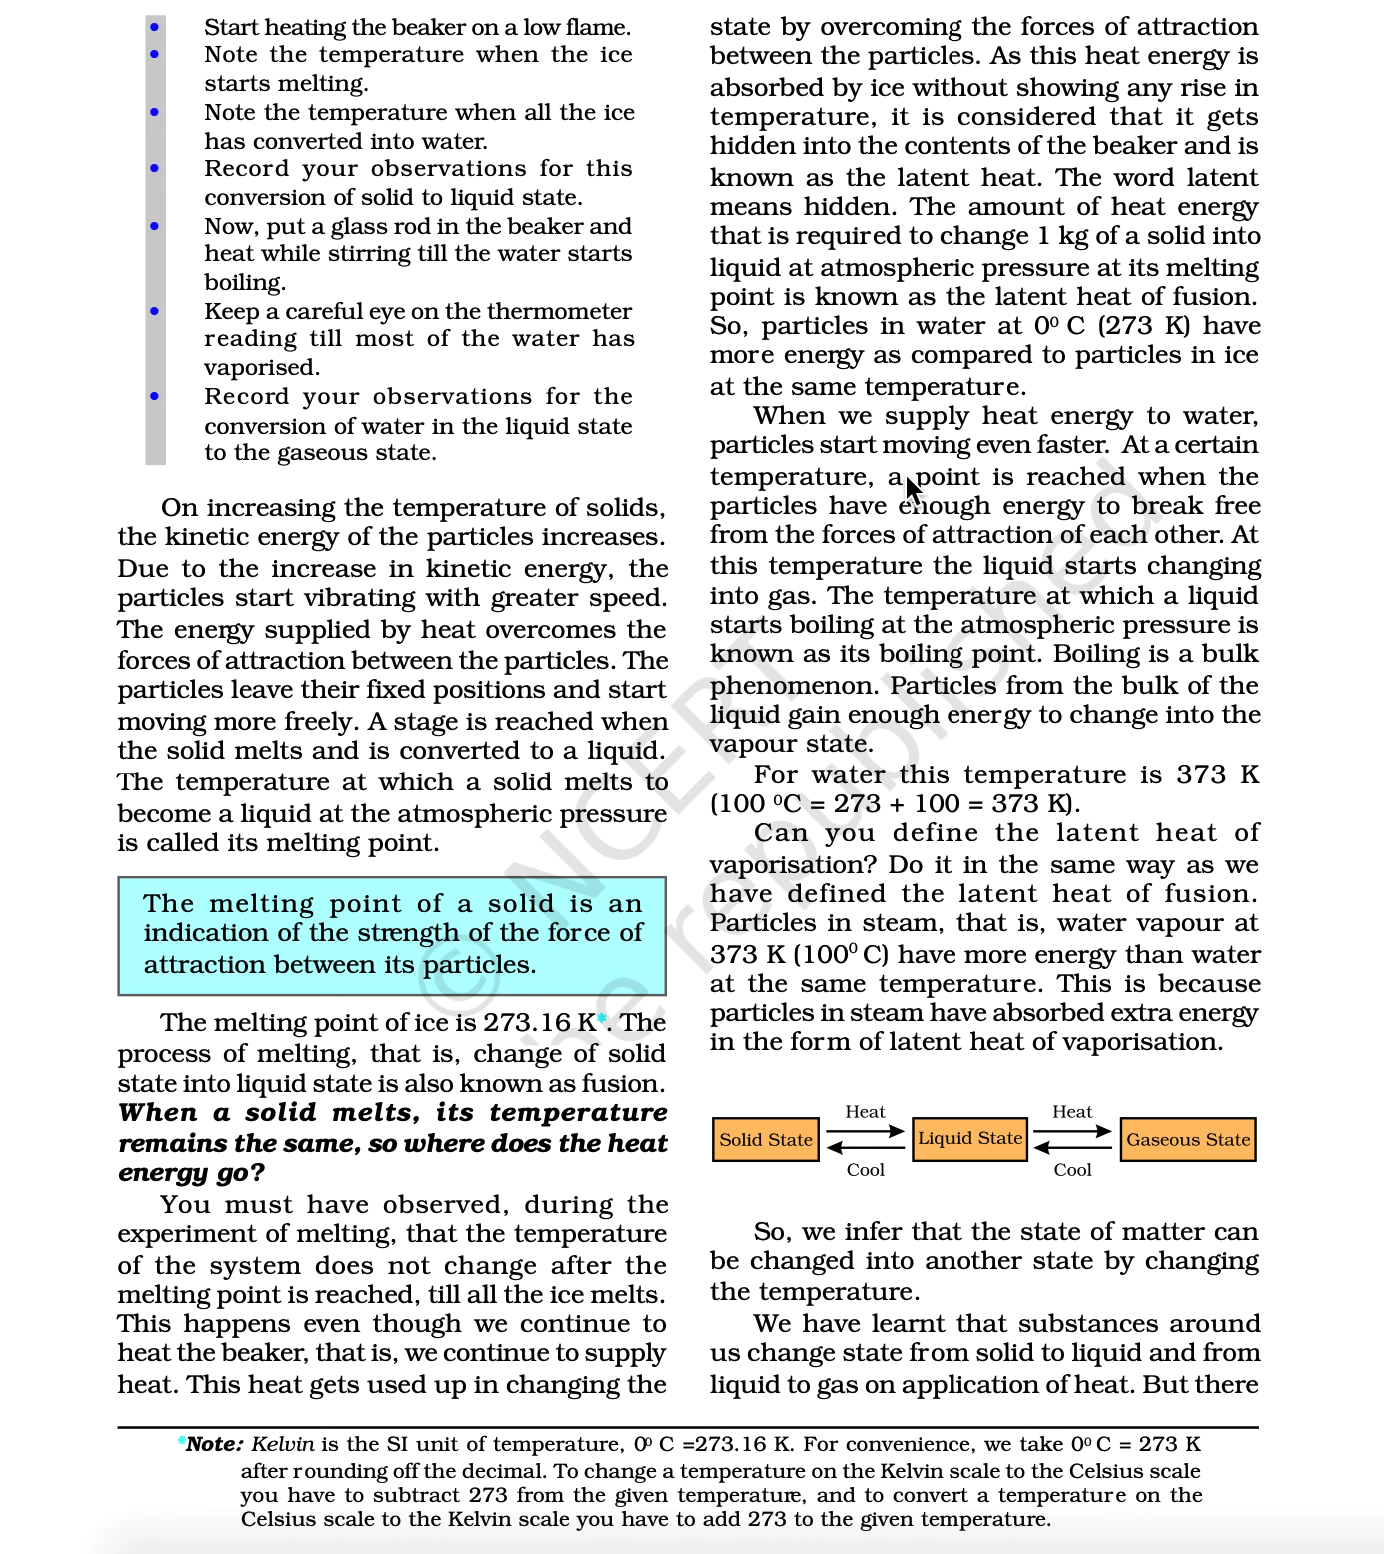 • Start heating the beaker on a low flame.
• Note the temperature when the ice
starts melting.
• Note the temperature when all the ice
has converted into water.
• Record your observations for this
conversion of solid to liquid state.
• Now, put a glass rod in the beaker and
heat while stirring till the water starts
boiling.
• Keep a careful eye on the thermometer
reading till most of the water has
vaporised.
• Record your observations for the
conversion of water in the liquid state
to the gaseous state.
On increasing the temperature of solids,
the kinetic energy of the particles increases.
Due to the increase in kinetic energy, the
particles start vibrating with greater speed.
The energy supplied by heat overcomes the
forces of attraction between the particles. The
particles leave their fixed positions and start
moving more freely. A stage is reached when
the solid melts and is converted to a liquid.
The temperature at which a solid melts to
become a liquid at the atmospheric pressure
is called its melting point.
The melting point of a solid is an
indication of the strength of the force of
attraction between its particles.
The melting point of ice is 273.16 K*. The
process of melting, that is, change of solid
state into liquid state is also known as fusion.
When a solid melts, its temperature
remains the same, so where does the heat
energy go?
You must have observed, during the
experiment of melting, that the temperature
of the system does not change after the
melting point is reached, till all the ice melts.
This happens even though we continue to
heat the beaker, that is, we continue to supply
heat. This heat gets used up in changing the
state by overcoming the forces of attraction
between the particles. As this heat energy is
absorbed by ice without showing any rise in
temperature, it is considered that it gets
hidden into the contents of the beaker and is
known as the latent heat. The word latent
means hidden. The amount of heat energy
that is required to change 1 kg of a solid into
liquid at atmospheric pressure at its melting
point is known as the latent heat of fusion.
So, particles in water at 0⁰ C (273 K) have
more energy as compared to particles in ice
at the same temperature.
When we supply heat energy to water,
particles start moving even faster. At a certain
temperature, a point is reached when the
particles have enough energy to break free
from the forces of attraction of each other. At
this temperature the liquid starts changing
into gas. The temperature at which a liquid
starts boiling at the atmospheric pressure is
known as its boiling point. Boiling is a bulk
phenomenon. Particles from the bulk of the
liquid gain enough energy to change into the
vapour state.
For water this temperature is 373 K
(100 ⁰C = 273 + 100 = 373 K).
Can you define the latent heat of
vaporisation? Do it in the same way as we
have defined the latent heat of fusion.
Particles in steam, that is, water vapour at
373 K (100⁰ C) have more energy than water
at the same temperature. This is because
particles in steam have absorbed extra energy
in the form of latent heat of vaporisation.
Heat Heat
Solid State Liquid State Gaseous State
Cool Cool
So, we infer that the state of matter can
be changed into another state by changing
the temperature.
We have learnt that substances around
us change state from solid to liquid and from
liquid to gas on application of heat. But there
*Note: Kelvin is the SI unit of temperature, 0⁰ C =273.16 K. For convenience, we take 0⁰ C = 273 K
after rounding off the decimal. To change a temperature on the Kelvin scale to the Celsius scale
you have to subtract 273 from the given temperature, and to convert a temperature on the
Celsius scale to the Kelvin scale you have to add 273 to the given temperature.
© NCERT
republished